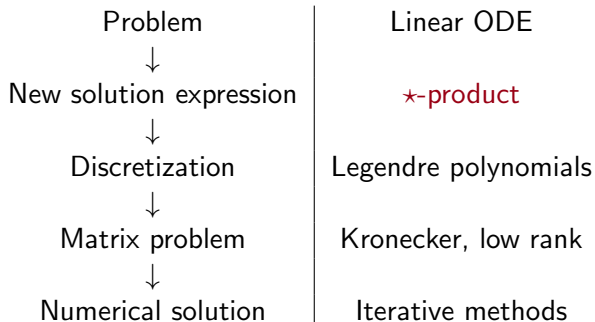 Problem Linear ODE
↓
New solution expression ⋆-product
↓
Discretization Legendre polynomials
↓
Matrix problem Kronecker, low rank
↓
Numerical solution Iterative methods